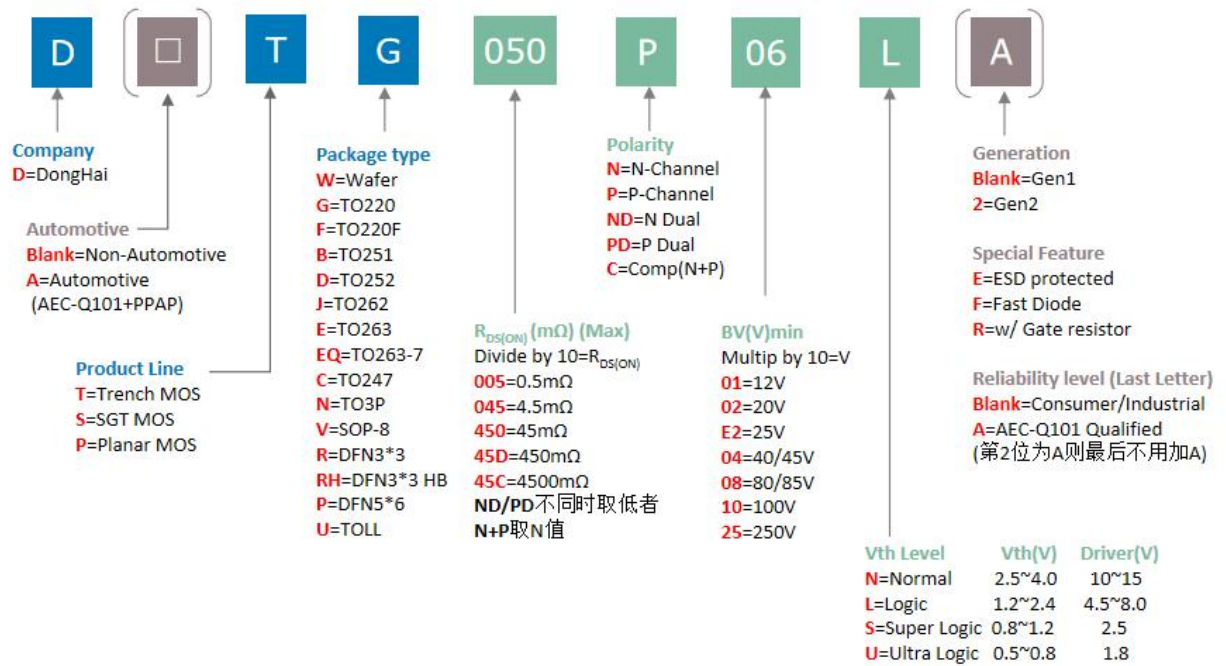 D □ T G 050 P 06 L A
Company
D=DongHai
Automotive
Blank=Non-Automotive
A=Automotive
(AEC-Q101+PPAP)
Product Line
T=Trench MOS
S=SGT MOS
P=Planar MOS
Package type
W=Wafer
G=TO220
F=TO220F
B=TO251
D=TO252
J=TO262
E=TO263
EQ=TO263-7
C=TO247
N=TO3P
V=SOP-8
R=DFN3*3
RH=DFN3*3 HB
P=DFN5*6
U=TOLL
RDS(ON) (mΩ) (Max)
Divide by 10=RDS(ON)
005=0.5mΩ
045=4.5mΩ
450=45mΩ
45D=450mΩ
45C=4500mΩ
ND/PD不同时取低者
N+P取N值
Polarity
N=N-Channel
P=P-Channel
ND=N Dual
PD=P Dual
C=Comp(N+P)
BV(V)min
Multip by 10=V
01=12V
02=20V
E2=25V
04=40/45V
08=80/85V
10=100V
25=250V
Vth Level Vth(V) Driver(V)
N=Normal 2.5~4.0 10~15
L=Logic 1.2~2.4 4.5~8.0
S=Super Logic 0.8~1.2 2.5
U=Ultra Logic 0.5~0.8 1.8
Generation
Blank=Gen1
2=Gen2
Special Feature
E=ESD protected
F=Fast Diode
R=w/ Gate resistor
Reliability level (Last Letter)
Blank=Consumer/Industrial
A=AEC-Q101 Qualified
(第2位为A则最后不用加A)